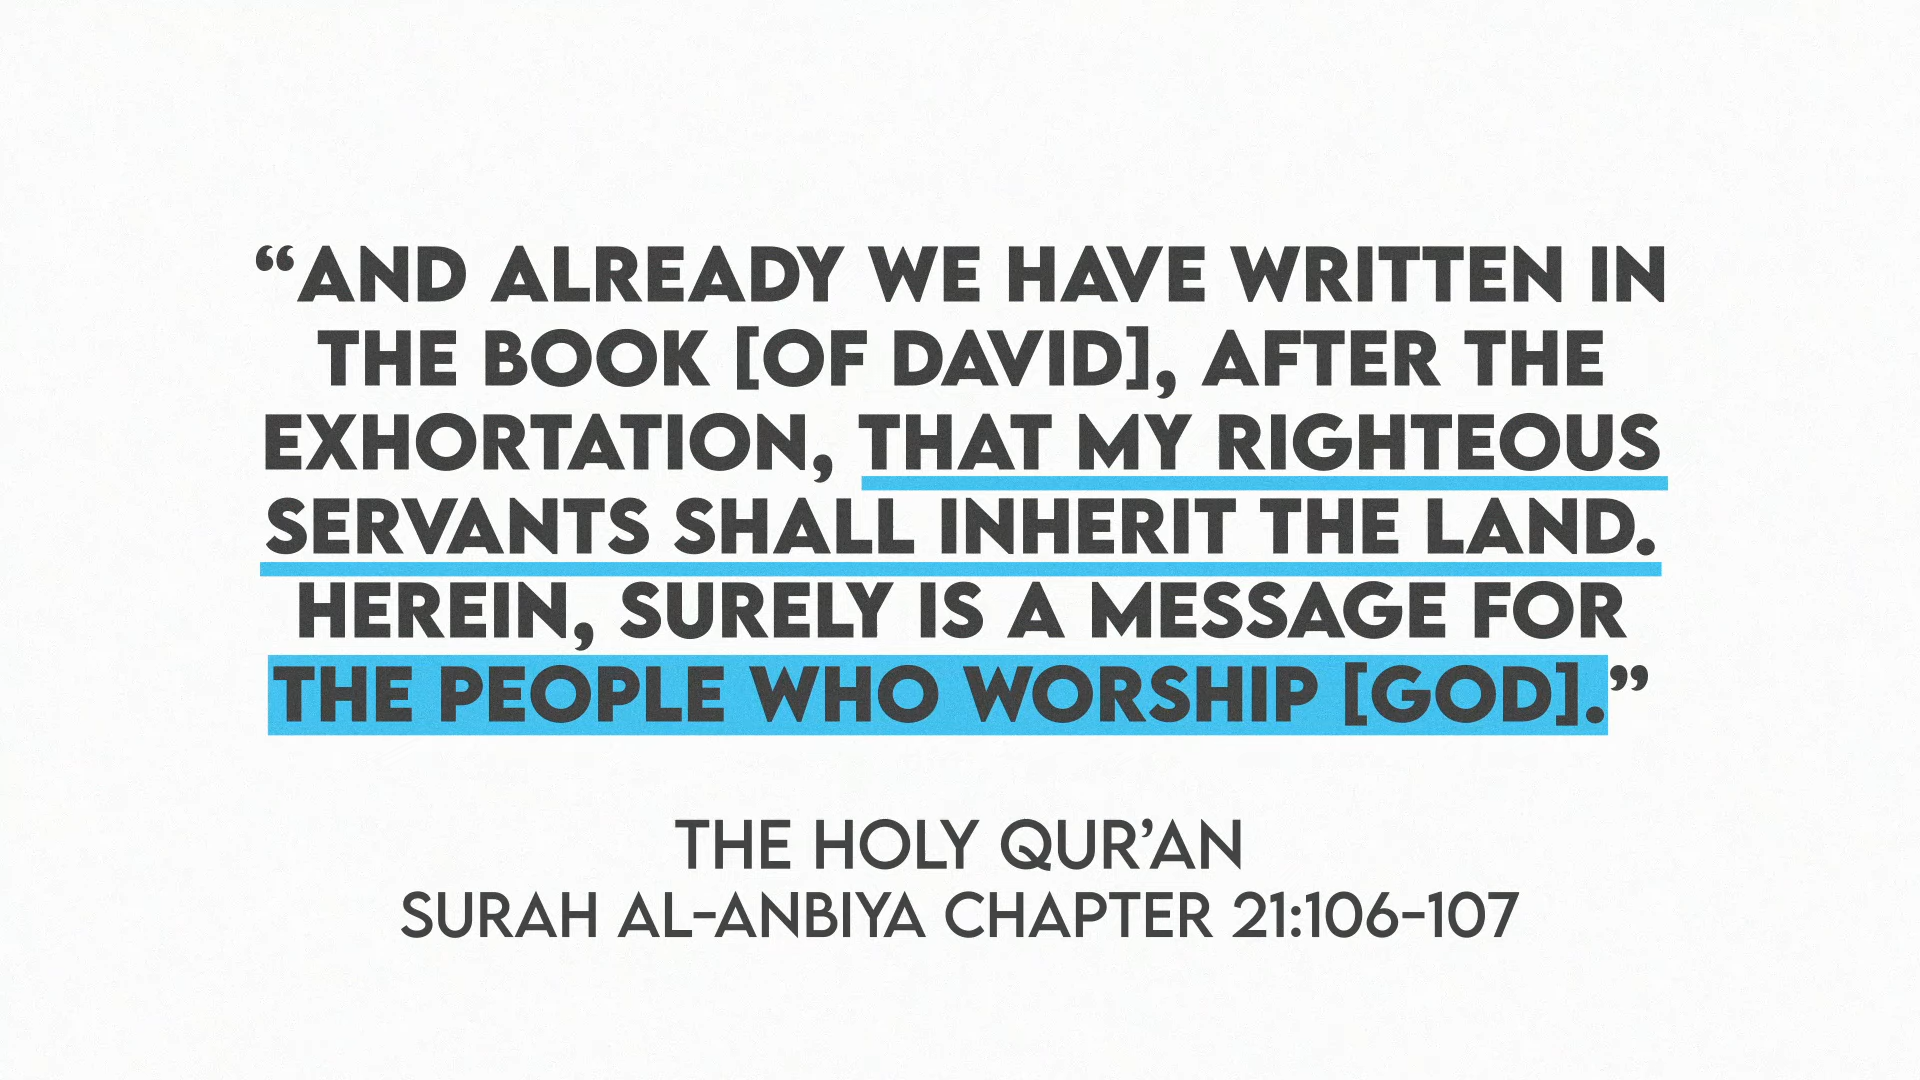 “AND ALREADY WE HAVE WRITTEN IN
THE BOOK [OF DAVID], AFTER THE
EXHORTATION, THAT MY RIGHTEOUS
SERVANTS SHALL INHERIT THE LAND.
HEREIN, SURELY IS A MESSAGE FOR
THE PEOPLE WHO WORSHIP [GOD].”
THE HOLY QUR’AN
SURAH AL-ANBIYA CHAPTER 21:106-107